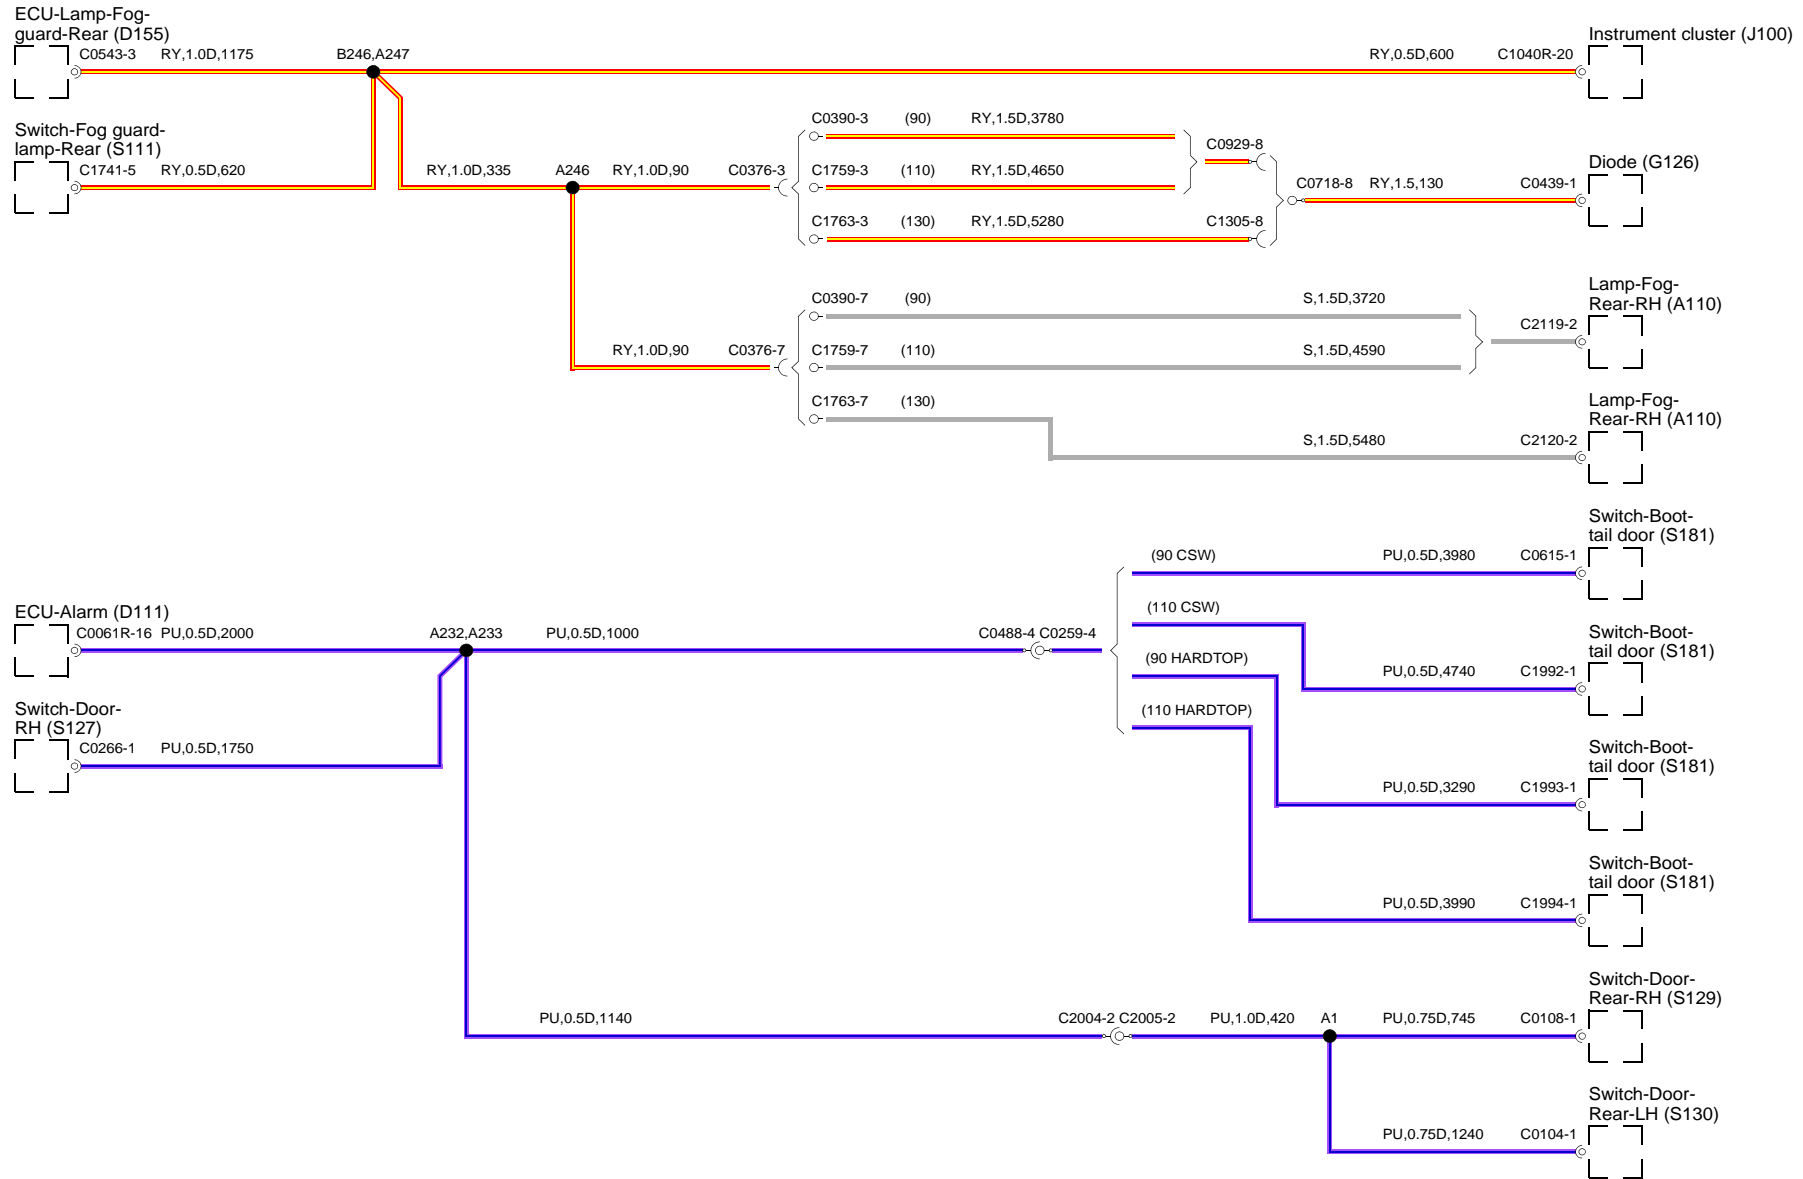 ECU-Lamp-Fog-
guard-Rear (D155)
C0543-3 RY,1.0D,1175 B246,A247 RY,0.5D,600 C1040R-20
Instrument cluster (J100)
Switch-Fog guard-
lamp-Rear (S111)
C1741-5 RY,0.5D,620
RY,1.0D,335 A246 RY,1.0D,90 C0376-3
C0390-3 (90) RY,1.5D,3780
C0929-8
C1759-3 (110) RY,1.5D,4650
C1763-3 (130) RY,1.5D,5280 C1305-8
C0718-8 RY,1.5,130 C0439-1
Diode (G126)
RY,1.0D,90 C0376-7
C0390-7 (90) S,1.5D,3720
C1759-7 (110) S,1.5D,4590
C2119-2
Lamp-Fog-
Rear-RH (A110)
C1763-7 (130)
S,1.5D,5480 C2120-2
Lamp-Fog-
Rear-RH (A110)
ECU-Alarm (D111)
C0061R-16 PU,0.5D,2000 A232,A233 PU,0.5D,1000 C0488-4 C0259-4
Switch-Door-
RH (S127)
C0266-1 PU,0.5D,1750
(90 CSW) PU,0.5D,3980 C0615-1
Switch-Boot-
tail door (S181)
(110 CSW)
PU,0.5D,4740 C1992-1
Switch-Boot-
tail door (S181)
(90 HARDTOP)
PU,0.5D,3290 C1993-1
Switch-Boot-
tail door (S181)
(110 HARDTOP)
PU,0.5D,3990 C1994-1
Switch-Boot-
tail door (S181)
PU,0.5D,1140 C2004-2 C2005-2 PU,1.0D,420 A1 PU,0.75D,745 C0108-1
Switch-Door-
Rear-RH (S129)
PU,0.75D,1240 C0104-1
Switch-Door-
Rear-LH (S130)